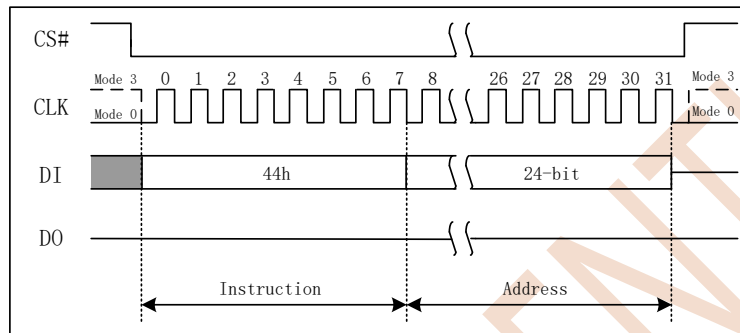 CS#
Mode 3 0 1 2 3 4 5 6 7 8 26 27 28 29 30 31 Mode 3
CLK
Mode 0 Mode 0
DI 44h 24-bit
DO
Instruction Address